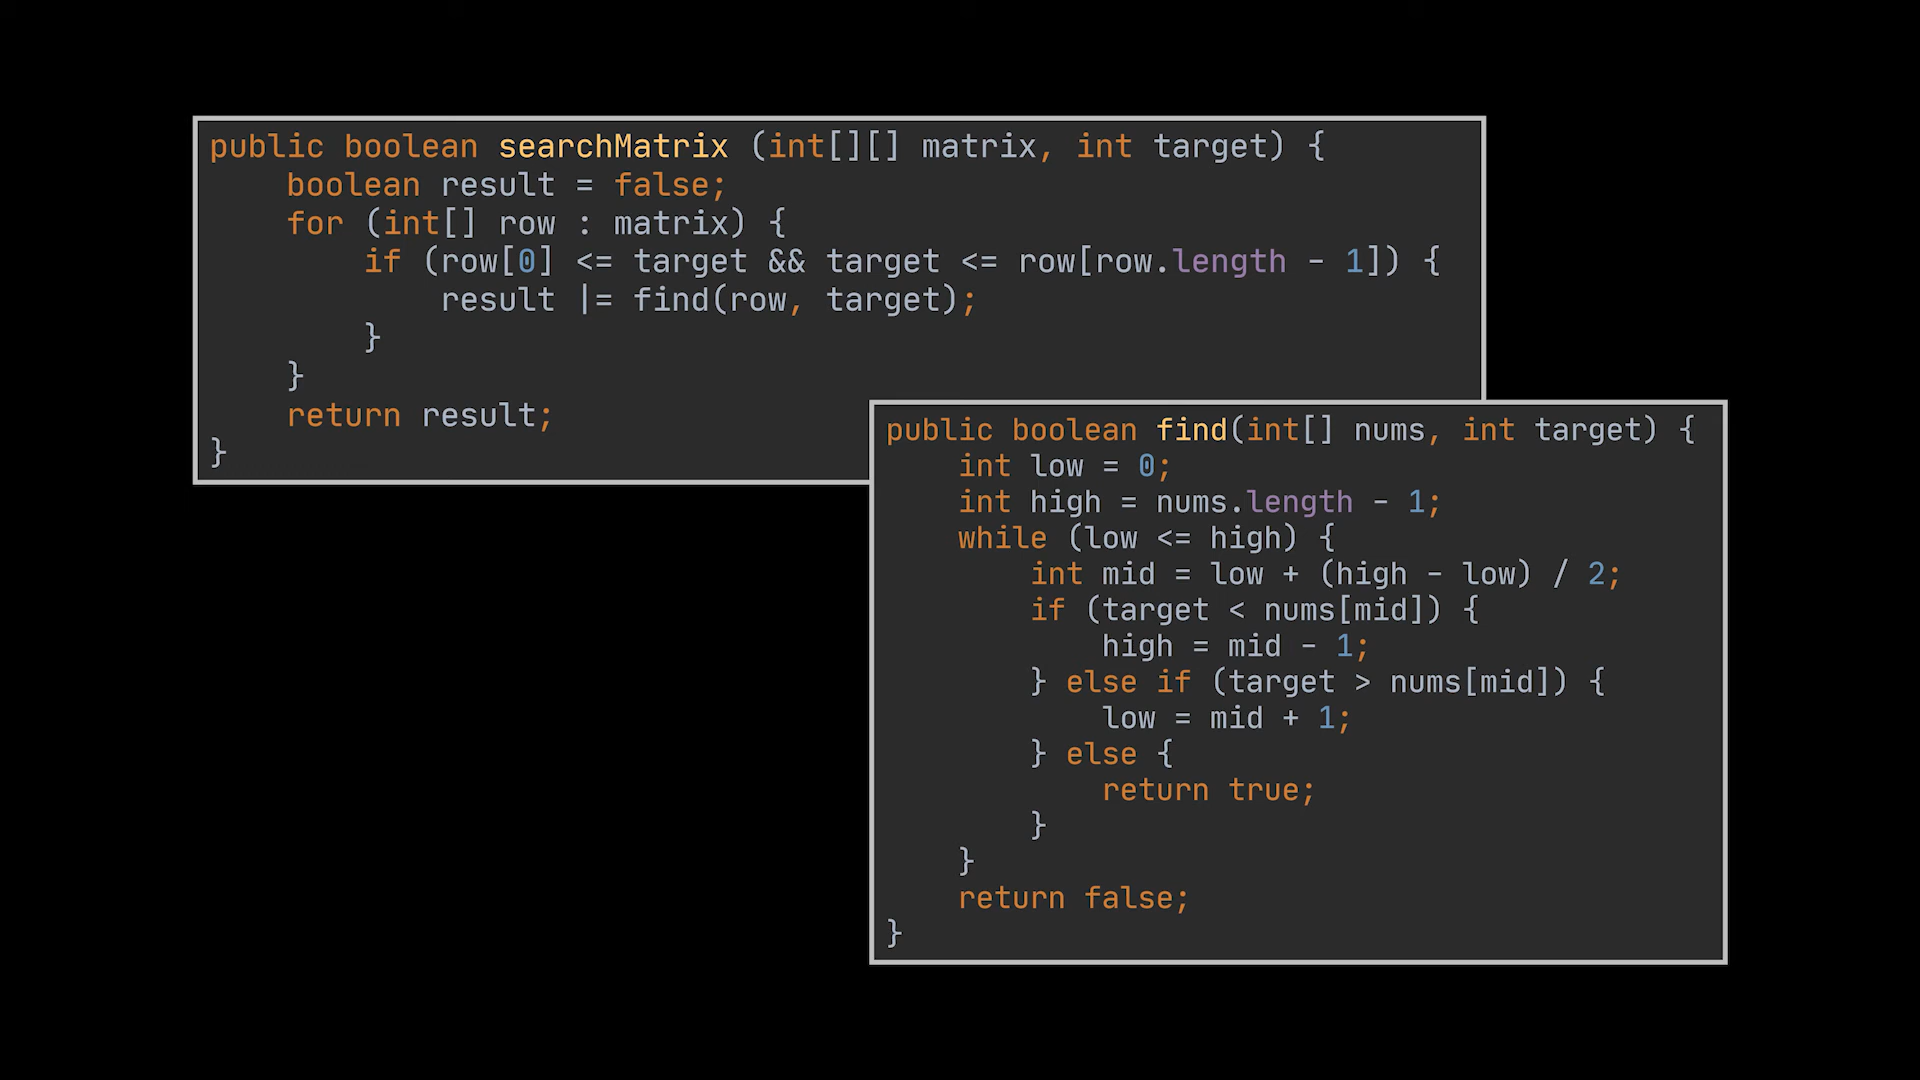 public boolean searchMatrix (int[][] matrix, int target) {
    boolean result = false;
    for (int[] row : matrix) {
        if (row[0] <= target && target <= row[row.length - 1]) {
            result |= find(row, target);
        }
    }
    return result;
}
public boolean find(int[] nums, int target) {
    int low = 0;
    int high = nums.length - 1;
    while (low <= high) {
        int mid = low + (high - low) / 2;
        if (target < nums[mid]) {
            high = mid - 1;
        } else if (target > nums[mid]) {
            low = mid + 1;
        } else {
            return true;
        }
    }
    return false;
}